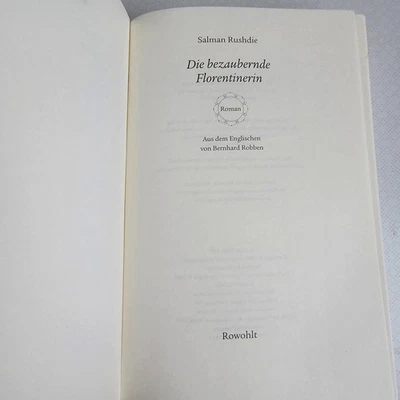 Salman Rushdie
Die bezaubernde
Florentinerin
Roman
Aus dem Englischen
von Bernhard Robben
Rowohlt